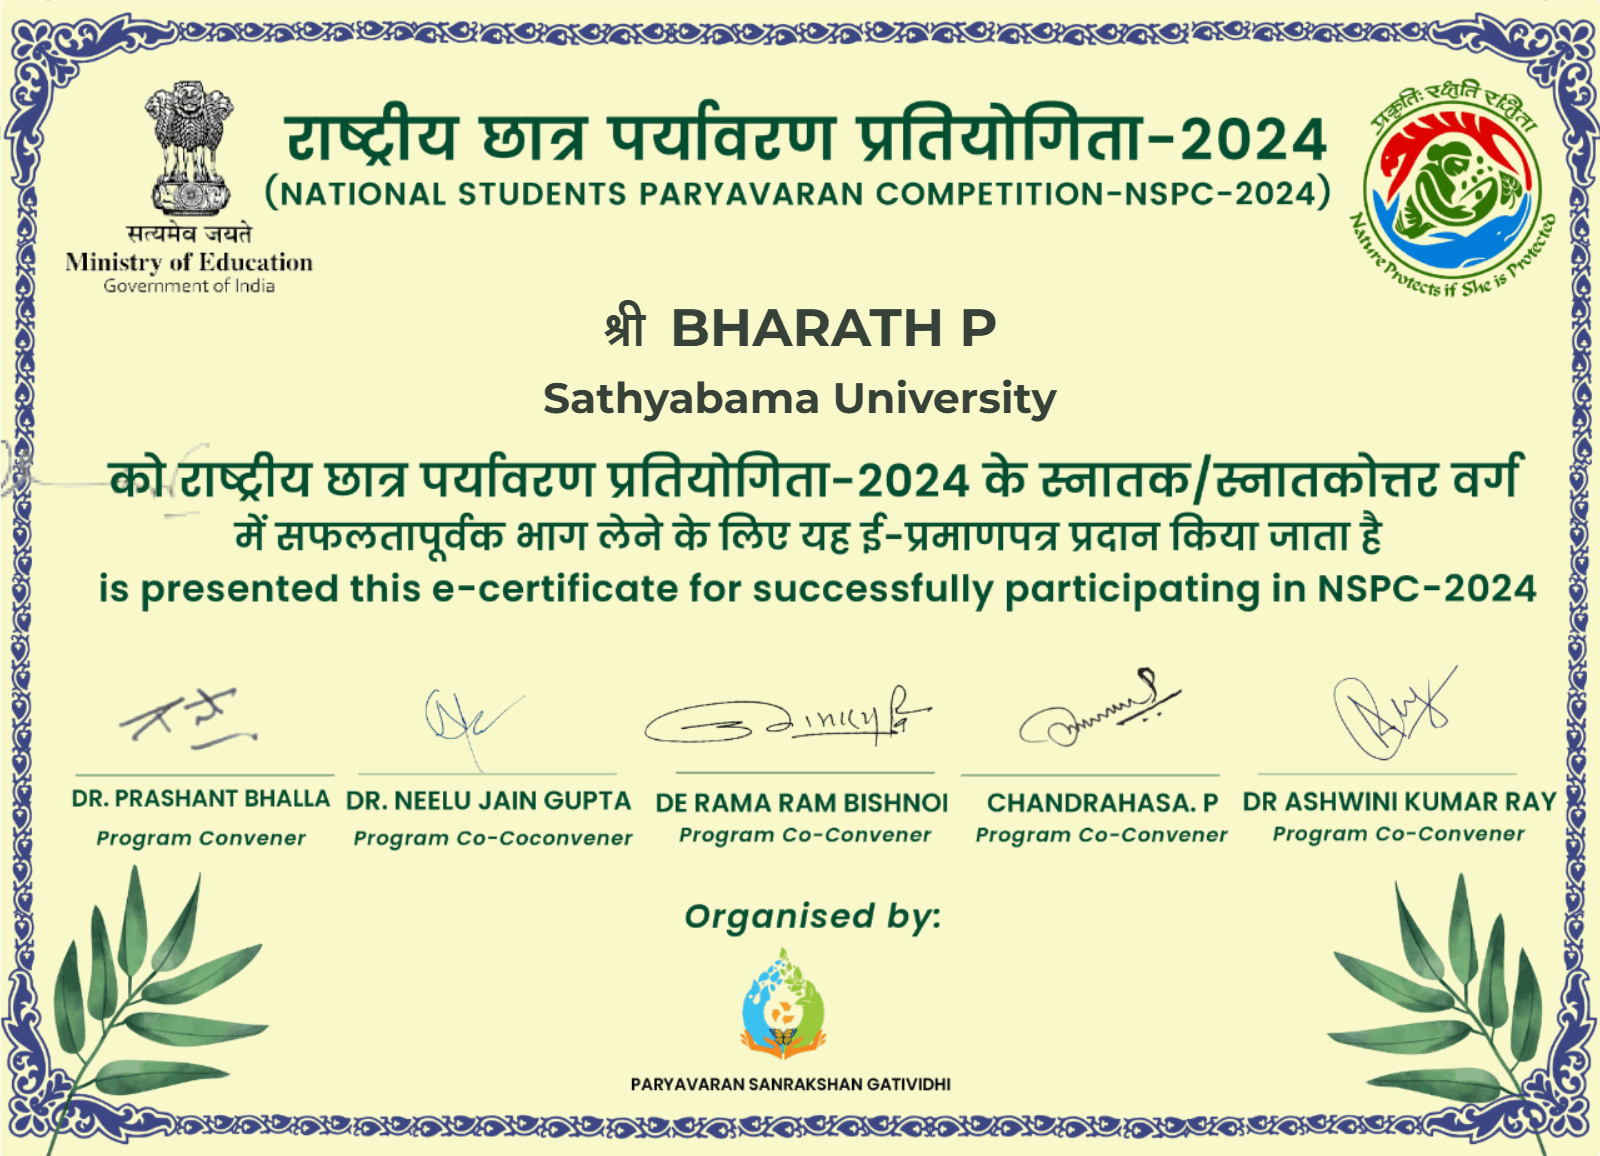 राष्ट्रीय छात्र पर्यावरण प्रतियोगिता-2024
(NATIONAL STUDENTS PARYAVARAN COMPETITION-NSPC-2024)
सत्यमेव जयते
Ministry of Education
Government of India
प्रकृतिः रक्षति रक्षिता
Nature Protects if She is Protected
श्री BHARATH P
Sathyabama University
को राष्ट्रीय छात्र पर्यावरण प्रतियोगिता-2024 के स्नातक/स्नातकोत्तर वर्ग
में सफलतापूर्वक भाग लेने के लिए यह ई-प्रमाणपत्र प्रदान किया जाता है
is presented this e-certificate for successfully participating in NSPC-2024
DR. PRASHANT BHALLA
Program Convener
DR. NEELU JAIN GUPTA
Program Co-Coconvener
DE RAMA RAM BISHNOI
Program Co-Convener
CHANDRAHASA. P
Program Co-Convener
DR ASHWINI KUMAR RAY
Program Co-Convener
Organised by:
PARYAVARAN SANRAKSHAN GATIVIDHI